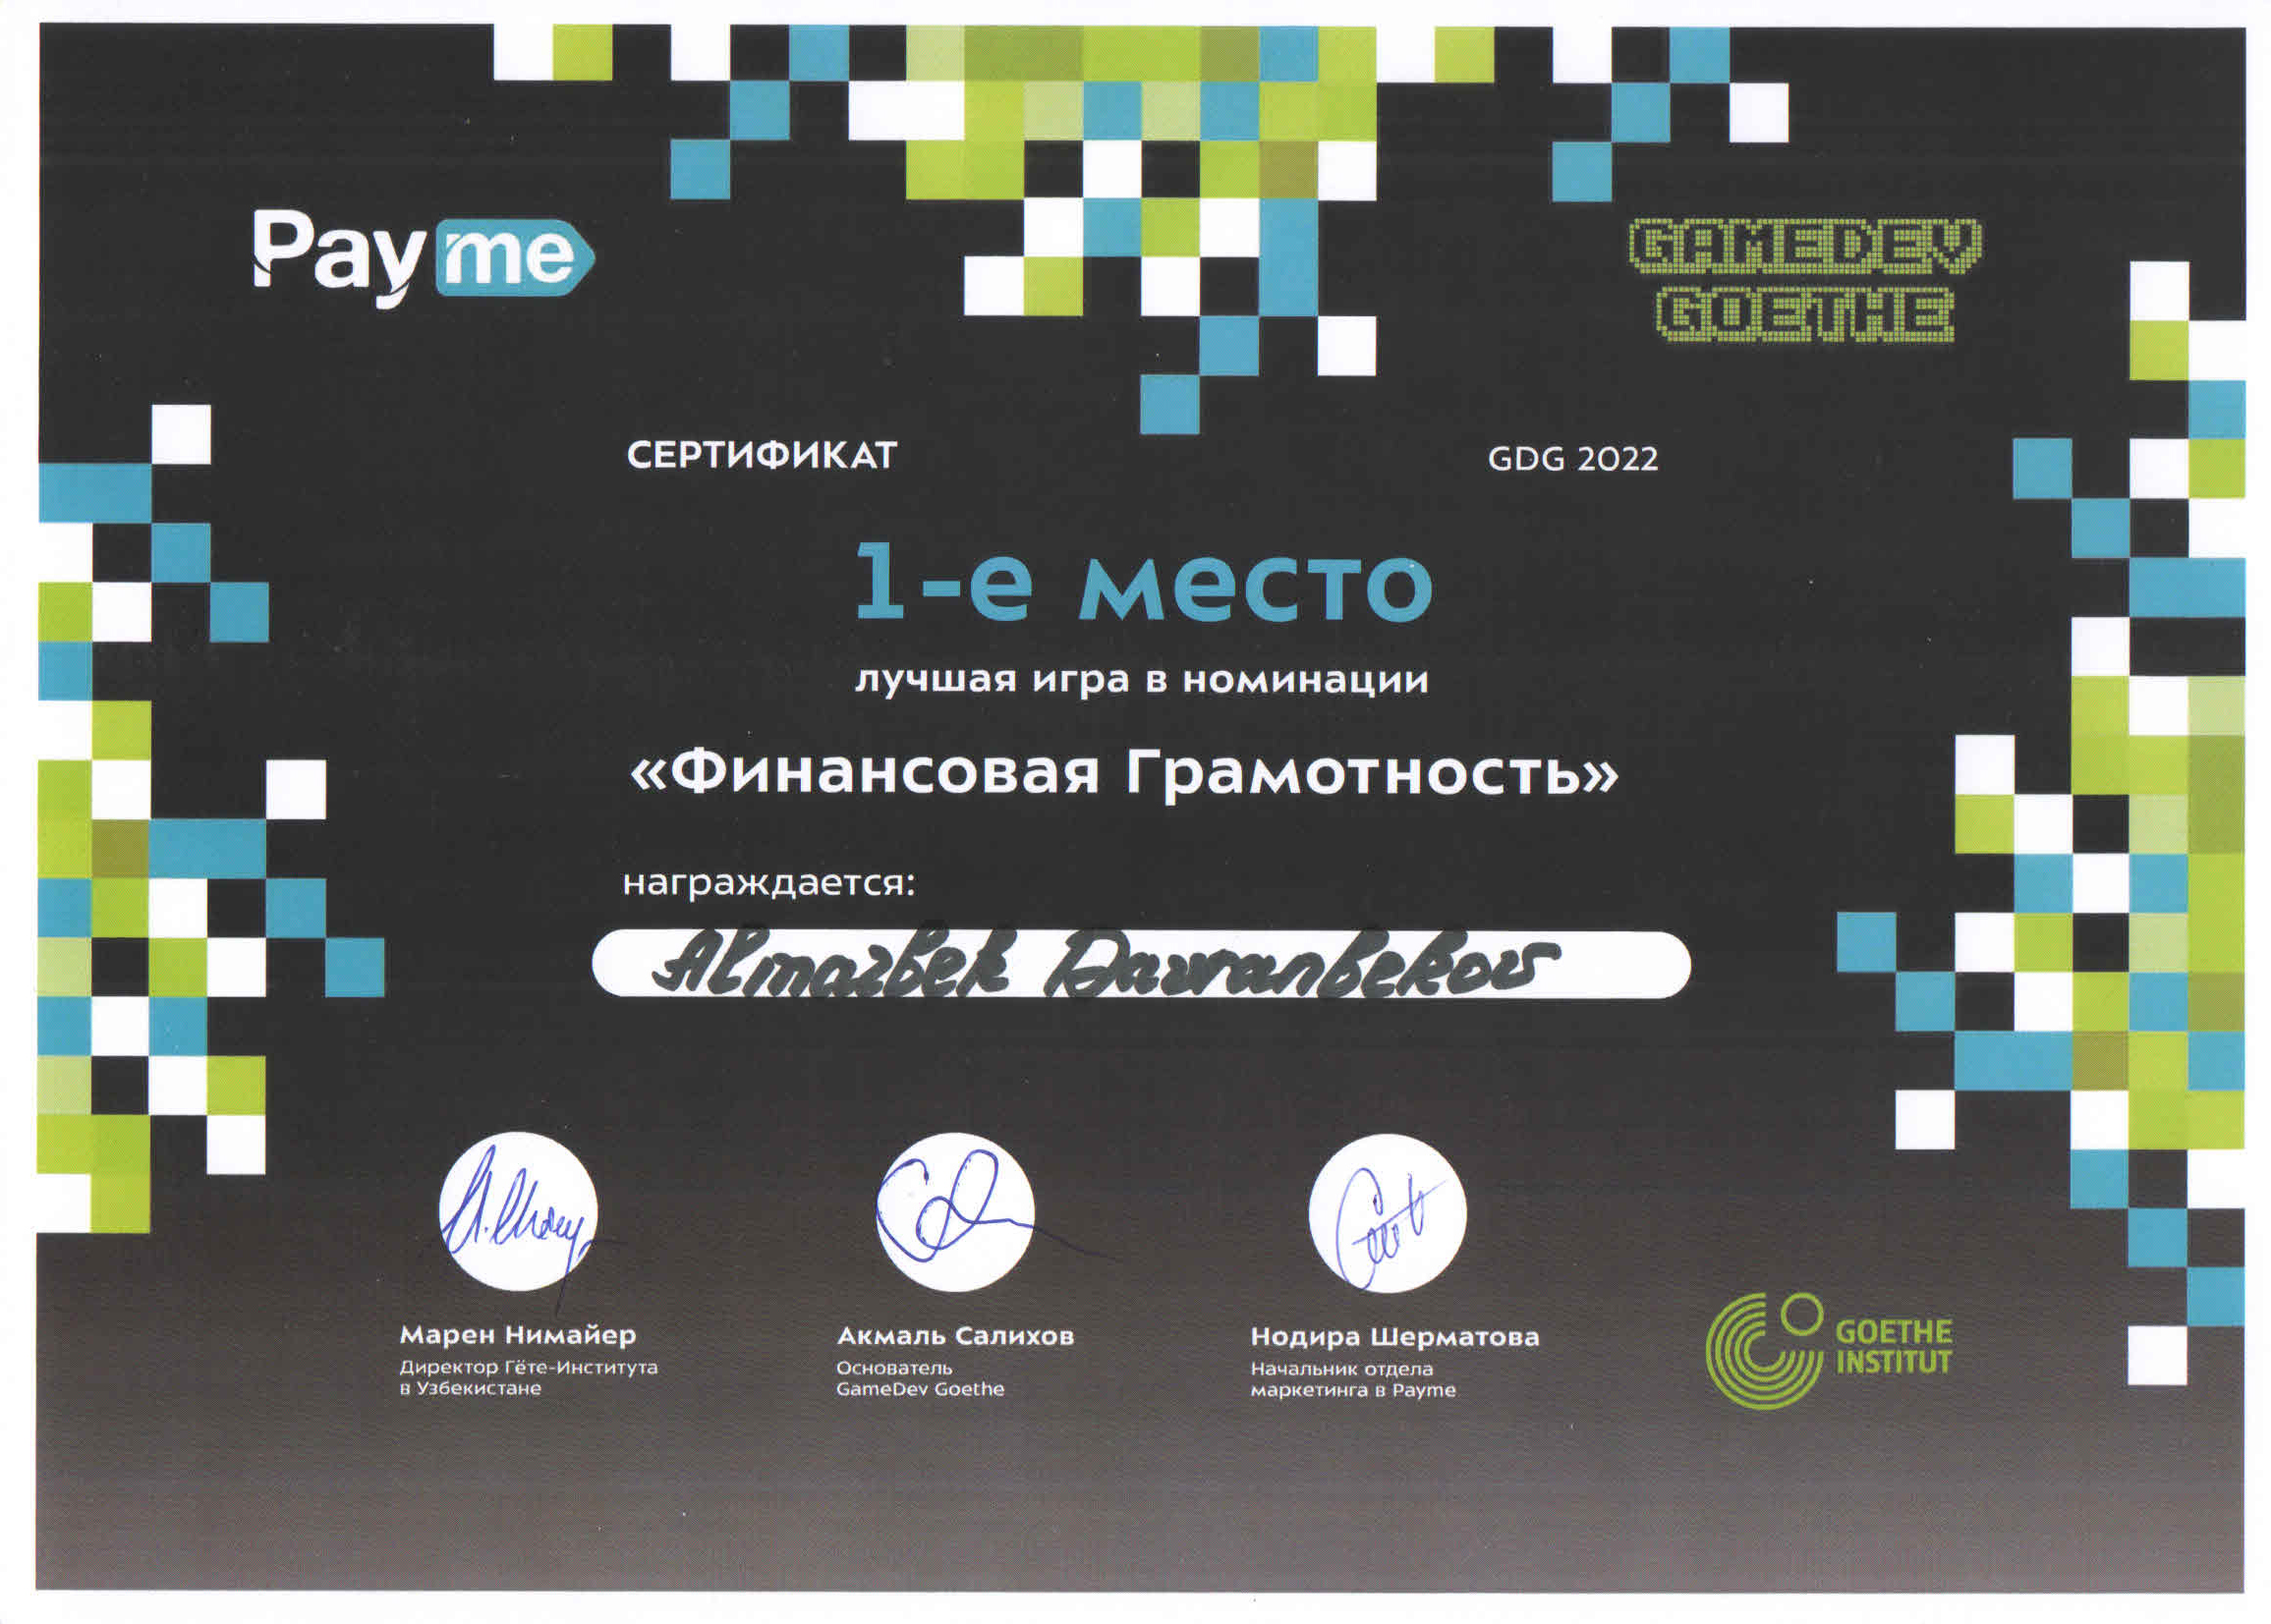 Payme
GAMEDEV
GOETHE
СЕРТИФИКАТ
GDG 2022
1-е место
лучшая игра в номинации
«Финансовая Грамотность»
награждается:
Almazbek Davranbekov
Марен Нимайер
Директор Гёте-Института
в Узбекистане
Акмаль Салихов
Основатель
GameDev Goethe
Нодира Шерматова
Начальник отдела
маркетинга в Payme
GOETHE
INSTITUT